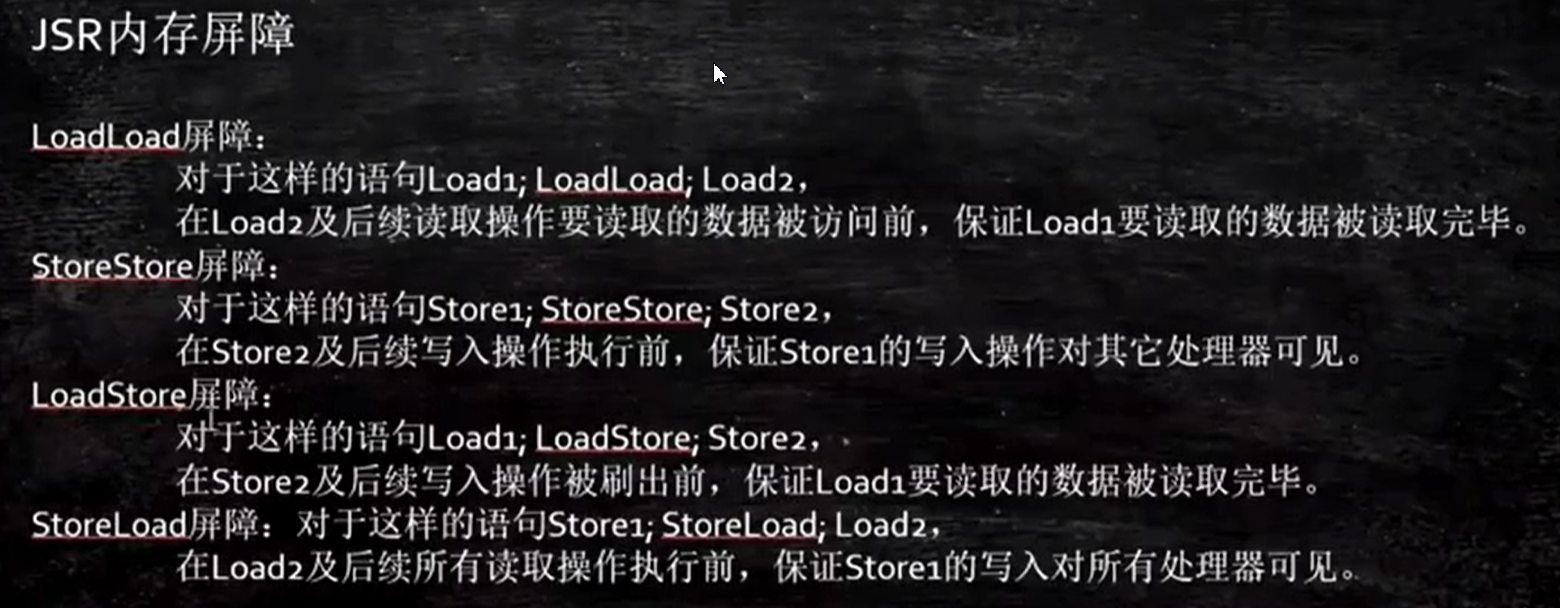 JSR内存屏障
LoadLoad屏障：
对于这样的语句Load1; LoadLoad; Load2，
在Load2及后续读取操作要读取的数据被访问前，保证Load1要读取的数据被读取完毕。
StoreStore屏障：
对于这样的语句Store1; StoreStore; Store2，
在Store2及后续写入操作执行前，保证Store1的写入操作对其它处理器可见。
LoadStore屏障：
对于这样的语句Load1; LoadStore; Store2，
在Store2及后续写入操作被刷出前，保证Load1要读取的数据被读取完毕。
StoreLoad屏障：对于这样的语句Store1; StoreLoad; Load2，
在Load2及后续所有读取操作执行前，保证Store1的写入对所有处理器可见。